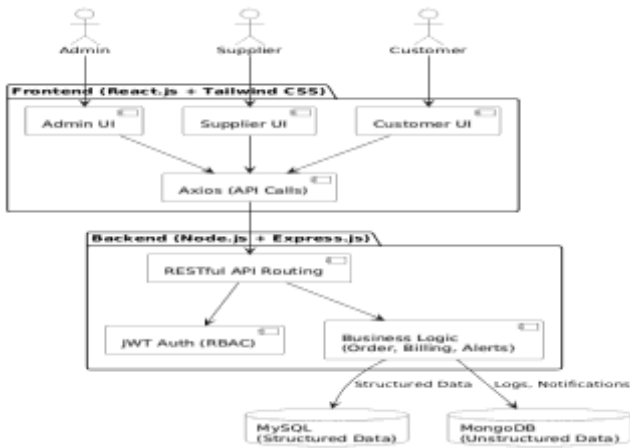 Admin
Supplier
Customer
Frontend (React.js + Tailwind CSS)
Admin UI
Supplier UI
Customer UI
Axios (API Calls)
Backend (Node.js + Express.js)
RESTful API Routing
JWT Auth (RBAC)
Business Logic
(Order, Billing, Alerts)
Structured Data
Logs, Notifications
MySQL
(Structured Data)
MongoDB
(Unstructured Data)